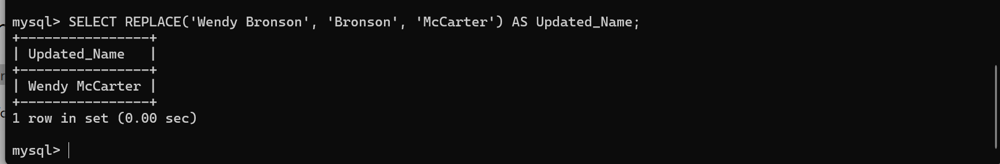 mysql> SELECT REPLACE('Wendy Bronson', 'Bronson', 'McCarter') AS Updated_Name;
+----------------+
| Updated_Name   |
+----------------+
| Wendy McCarter |
+----------------+
1 row in set (0.00 sec)
mysql>